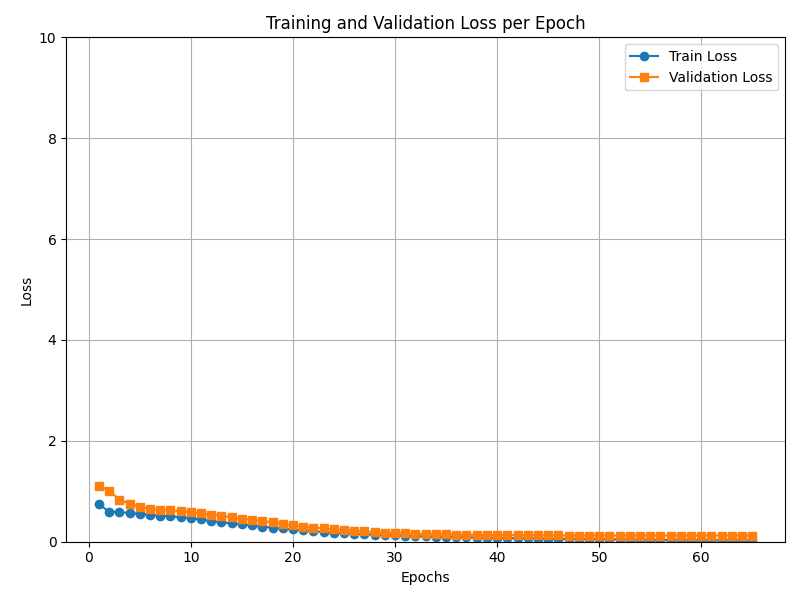 Training and Validation Loss per Epoch
Train Loss
Validation Loss
10
8
6
4
2
0
Loss
0 10 20 30 40 50 60
Epochs